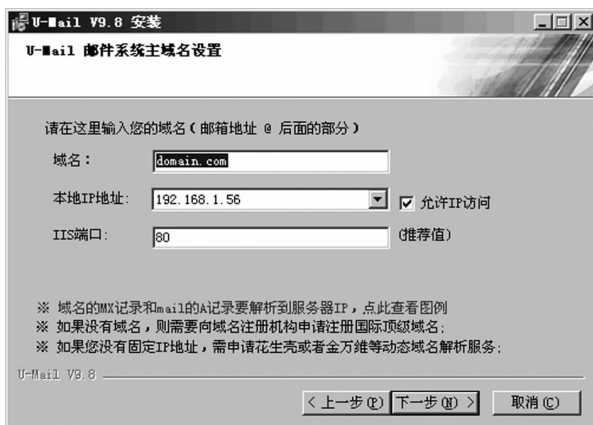 U-Mail V9.8 安装
U-Mail 邮件系统主域名设置
请在这里输入您的域名(邮箱地址 @ 后面的部分)
域名: domain.com
本地IP地址: 192.168.1.56 允许IP访问
IIS端口: 80 (推荐值)
※ 域名的MX记录和mail的A记录要解析到服务器IP,点此查看图例
※ 如果没有域名,则需要向域名注册机构申请注册国际顶级域名;
※ 如果您没有固定IP地址,需申请花生壳或者金万维等动态域名解析服务;
U-Mail V9.8
< 上一步(P) 下一步(N) > 取消(C)